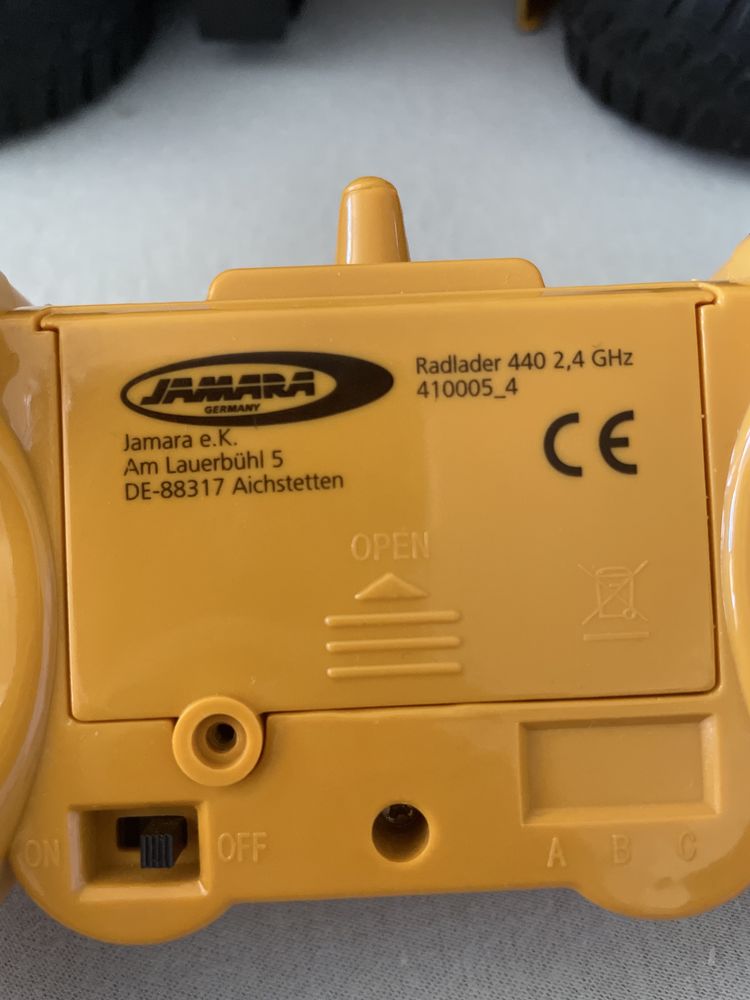 JAMARA
GERMANY
Radlader 440 2,4 GHz
410005_4
Jamara e.K.
Am Lauerbühl 5
DE-88317 Aichstetten
CE
OPEN
ON
OFF
A B C